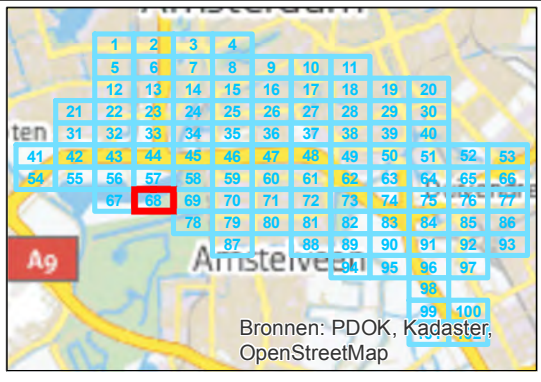 Amsterdam
1 2 3 4
5 6 7 8 9 10 11
12 13 14 15 16 17 18 19 20
21 22 23 24 25 26 27 28 29 30
ten 31 32 33 34 35 36 37 38 39 40
41 42 43 44 45 46 47 48 49 50 51 52 53
54 55 56 57 58 59 60 61 62 63 64 65 66
67 68 69 70 71 72 73 74 75 76 77
78 79 80 81 82 83 84 85 86
A9 Amstelveen 87 88 89 90 91 92 93
94 95 96 97
98
99 100
101 102
Bronnen: PDOK, Kadaster,
OpenStreetMap